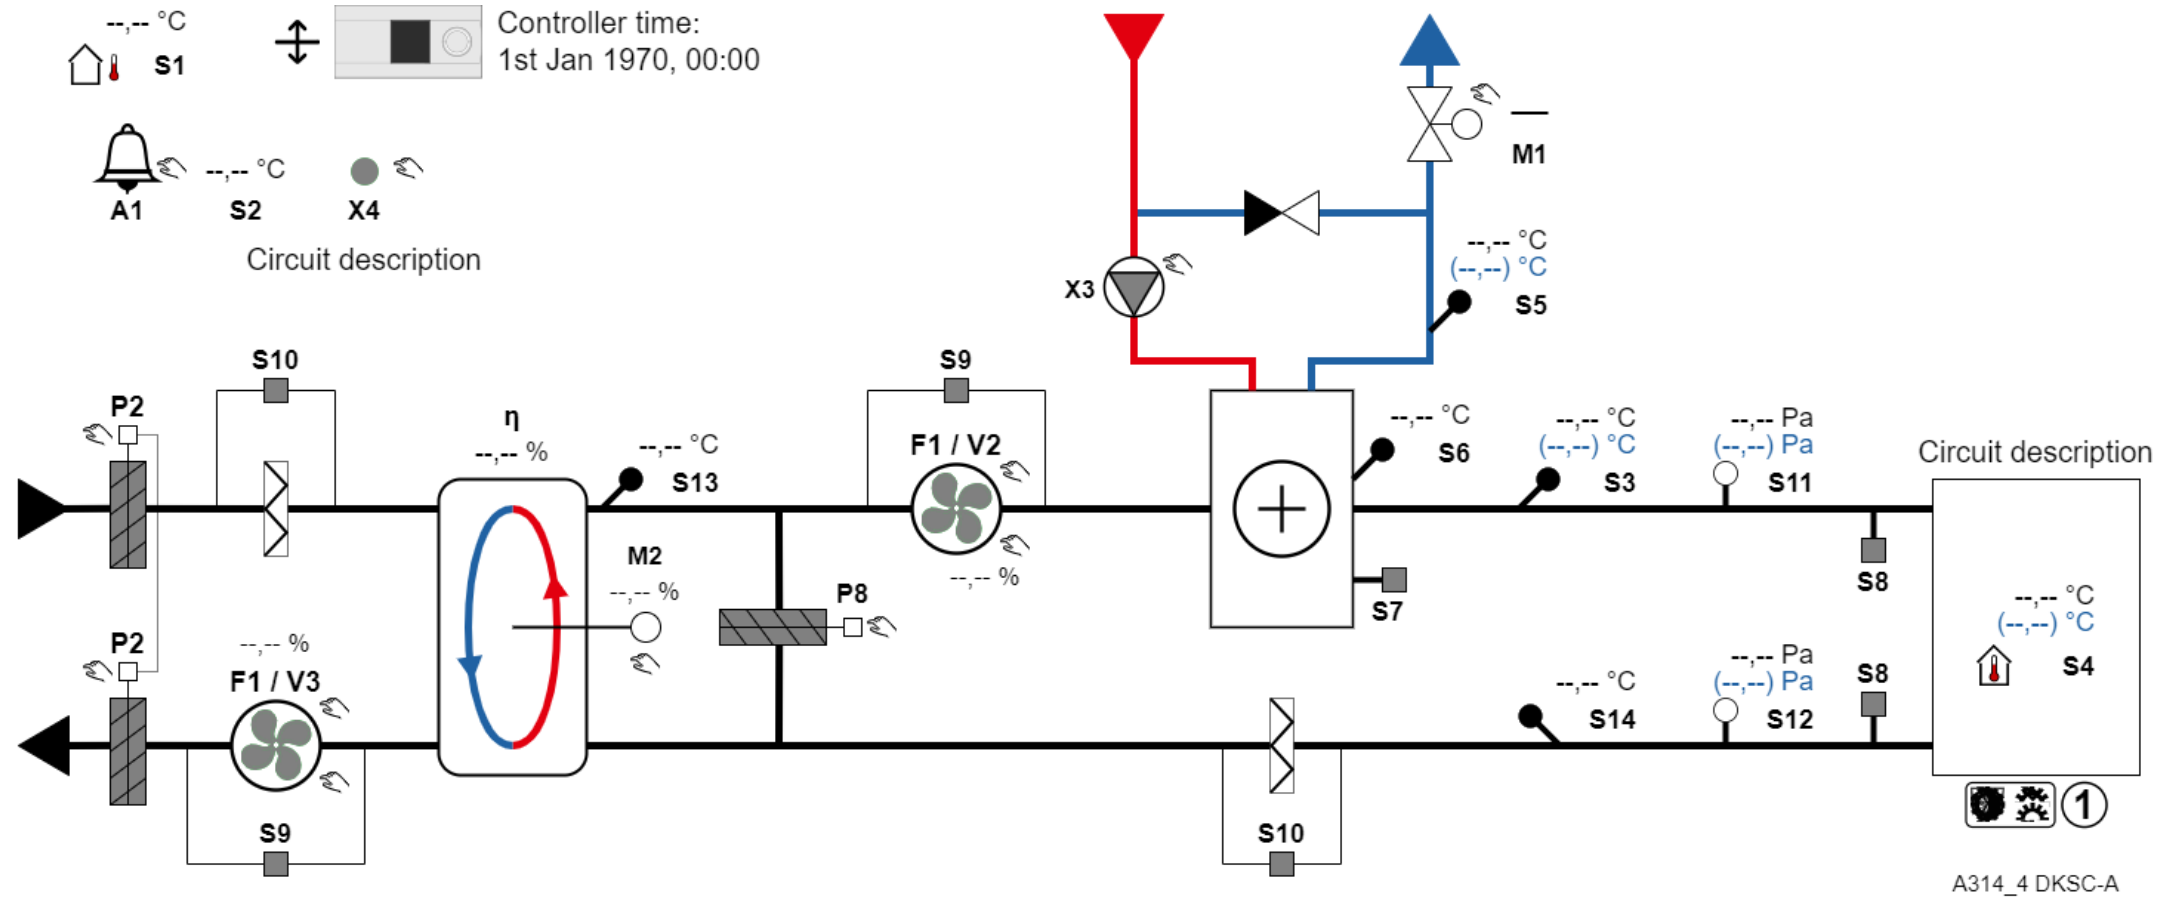 --,-- °C
S1
Controller time:
1st Jan 1970, 00:00
A1
--,-- °C
S2
X4
Circuit description
M1
X3
--,-- °C
(--,--) °C
S5
S10
P2
η
--,-- %
--,-- °C
S13
S9
F1 / V2
--,-- %
--,-- °C
S6
--,-- °C
(--,--) °C
S3
--,-- Pa
(--,--) Pa
S11
Circuit description
M2
--,-- %
P8
S7
S8
--,-- °C
(--,--) °C
S4
P2
--,-- %
F1 / V3
S9
S10
--,-- °C
S14
--,-- Pa
(--,--) Pa
S12
S8
1
A314_4 DKSC-A